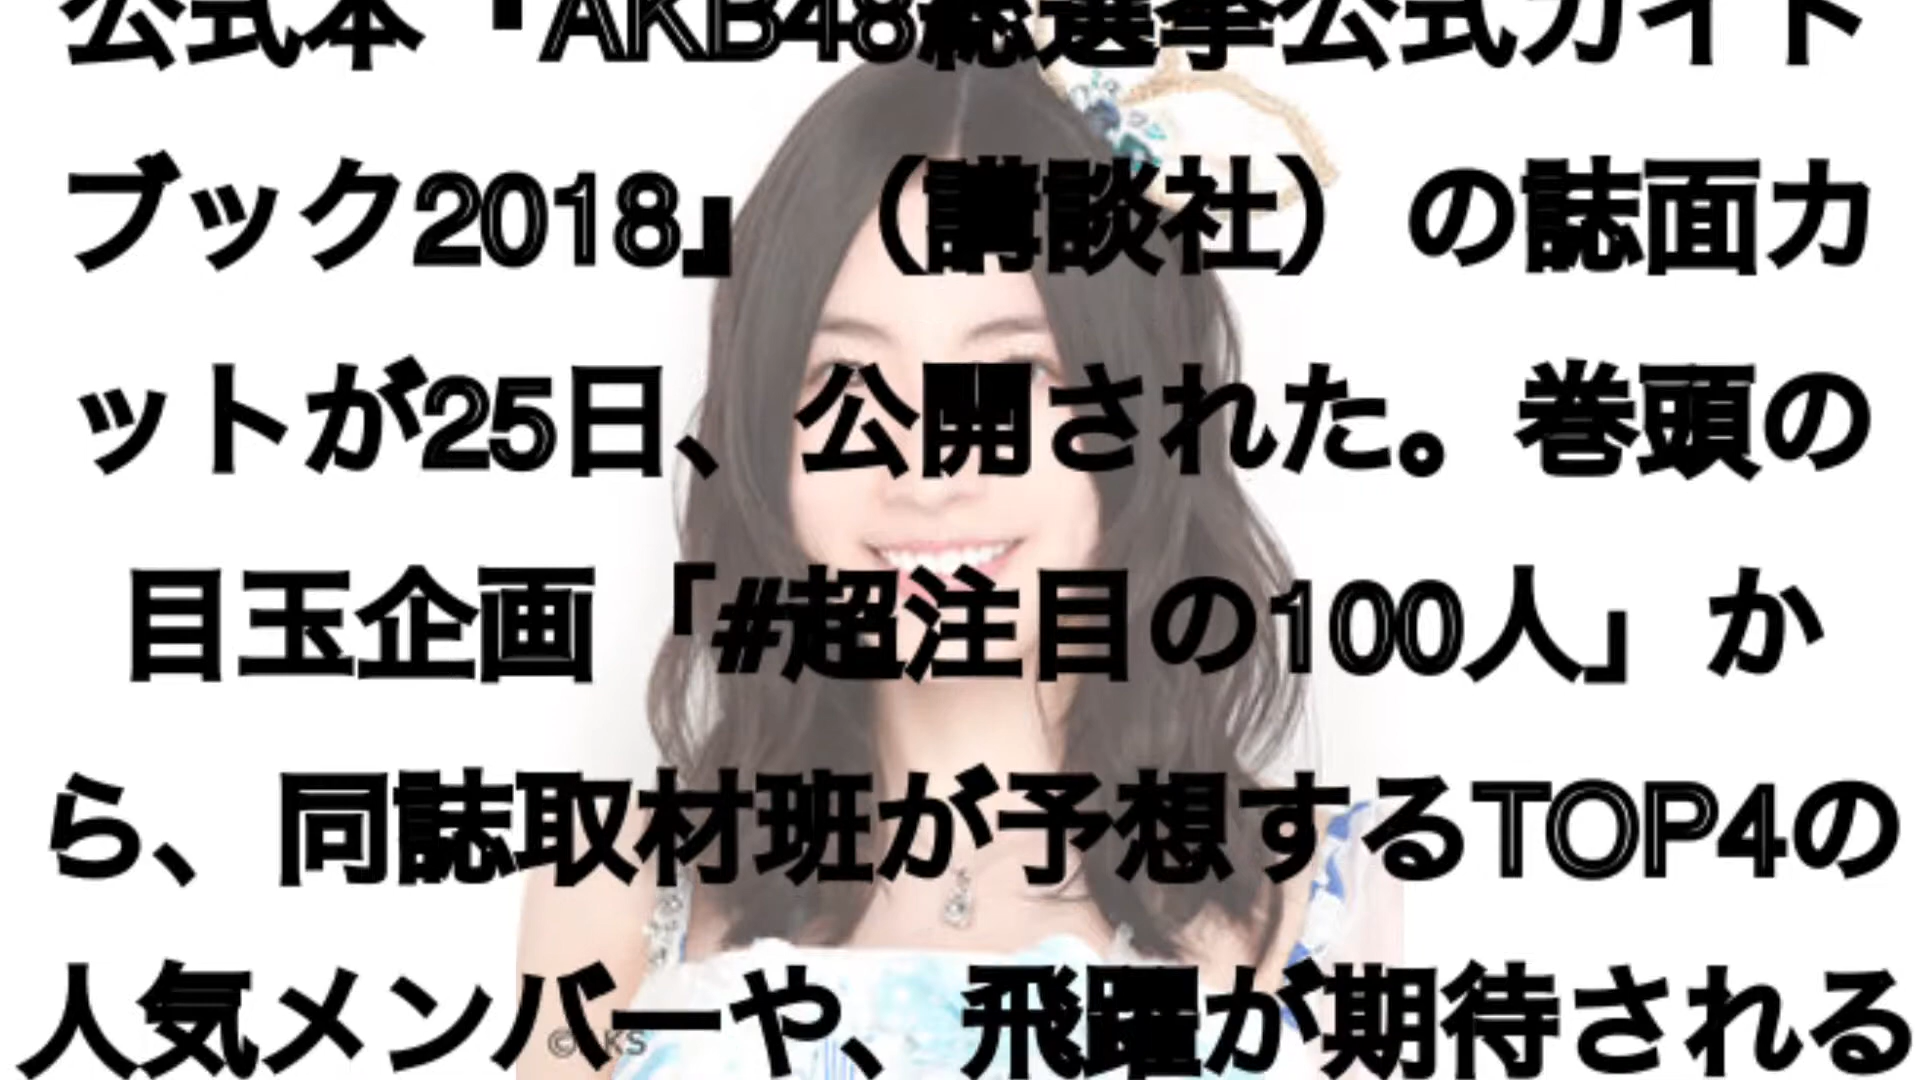 公式本『AKB48総選挙公式ガイド
ブック2018』（講談社）の誌面カ
ットが25日、公開された。巻頭の
目玉企画「#超注目の100人」か
ら、同誌取材班が予想するTOP4の
人気メンバーや、飛躍が期待される
©AKS